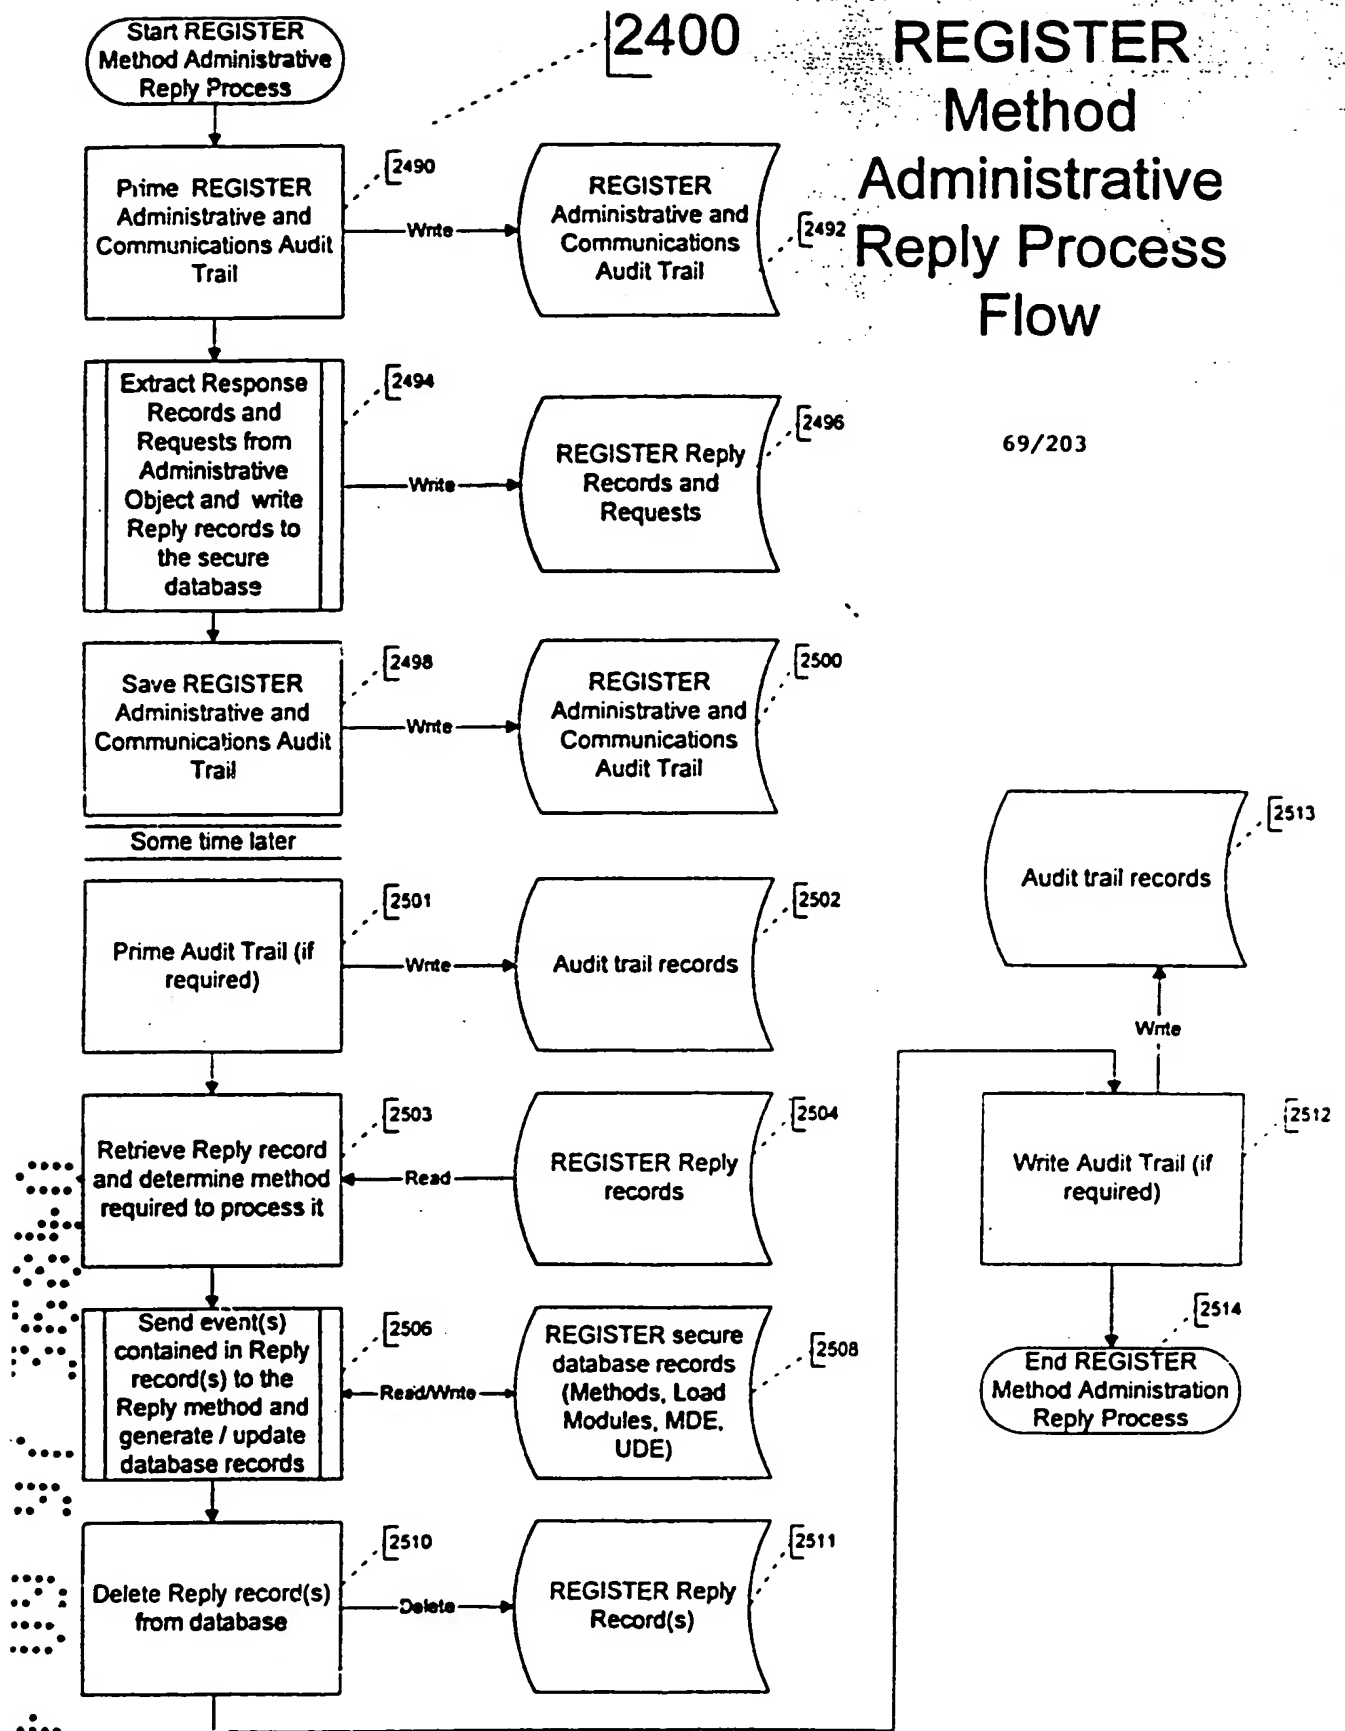 Start REGISTER
Method Administrative
Reply Process
2400
REGISTER
Method
Administrative
Reply Process
Flow
69/203
Prime REGISTER
Administrative and
Communications Audit
Trail
2490
Write
REGISTER
Administrative and
Communications
Audit Trail
2492
Extract Response
Records and
Requests from
Administrative
Object and write
Reply records to
the secure
database
2494
Write
REGISTER Reply
Records and
Requests
2496
Save REGISTER
Administrative and
Communications Audit
Trail
2498
Write
REGISTER
Administrative and
Communications
Audit Trail
2500
Some time later
Prime Audit Trail (if
required)
2501
Write
Audit trail records
2502
Retrieve Reply record
and determine method
required to process it
2503
Read
REGISTER Reply
records
2504
Send event(s)
contained in Reply
record(s) to the
Reply method and
generate / update
database records
2506
Read/Write
REGISTER secure
database records
(Methods, Load
Modules, MDE,
UDE)
2508
Delete Reply record(s)
from database
2510
Delete
REGISTER Reply
Record(s)
2511
Audit trail records
2513
Write
Write Audit Trail (if
required)
2512
2514
End REGISTER
Method Administration
Reply Process